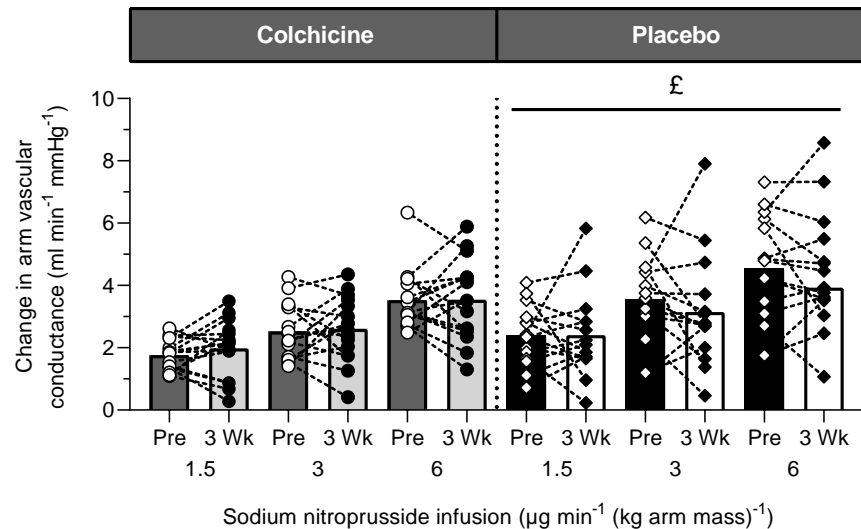 Colchicine Placebo
£
10
8
6
4
2
0
Change in arm vascular
conductance (ml min⁻¹ mmHg⁻¹)
Pre 3 Wk Pre 3 Wk Pre 3 Wk Pre 3 Wk Pre 3 Wk Pre 3 Wk
1.5 3 6 1.5 3 6
Sodium nitroprusside infusion (µg min⁻¹ (kg arm mass)⁻¹)